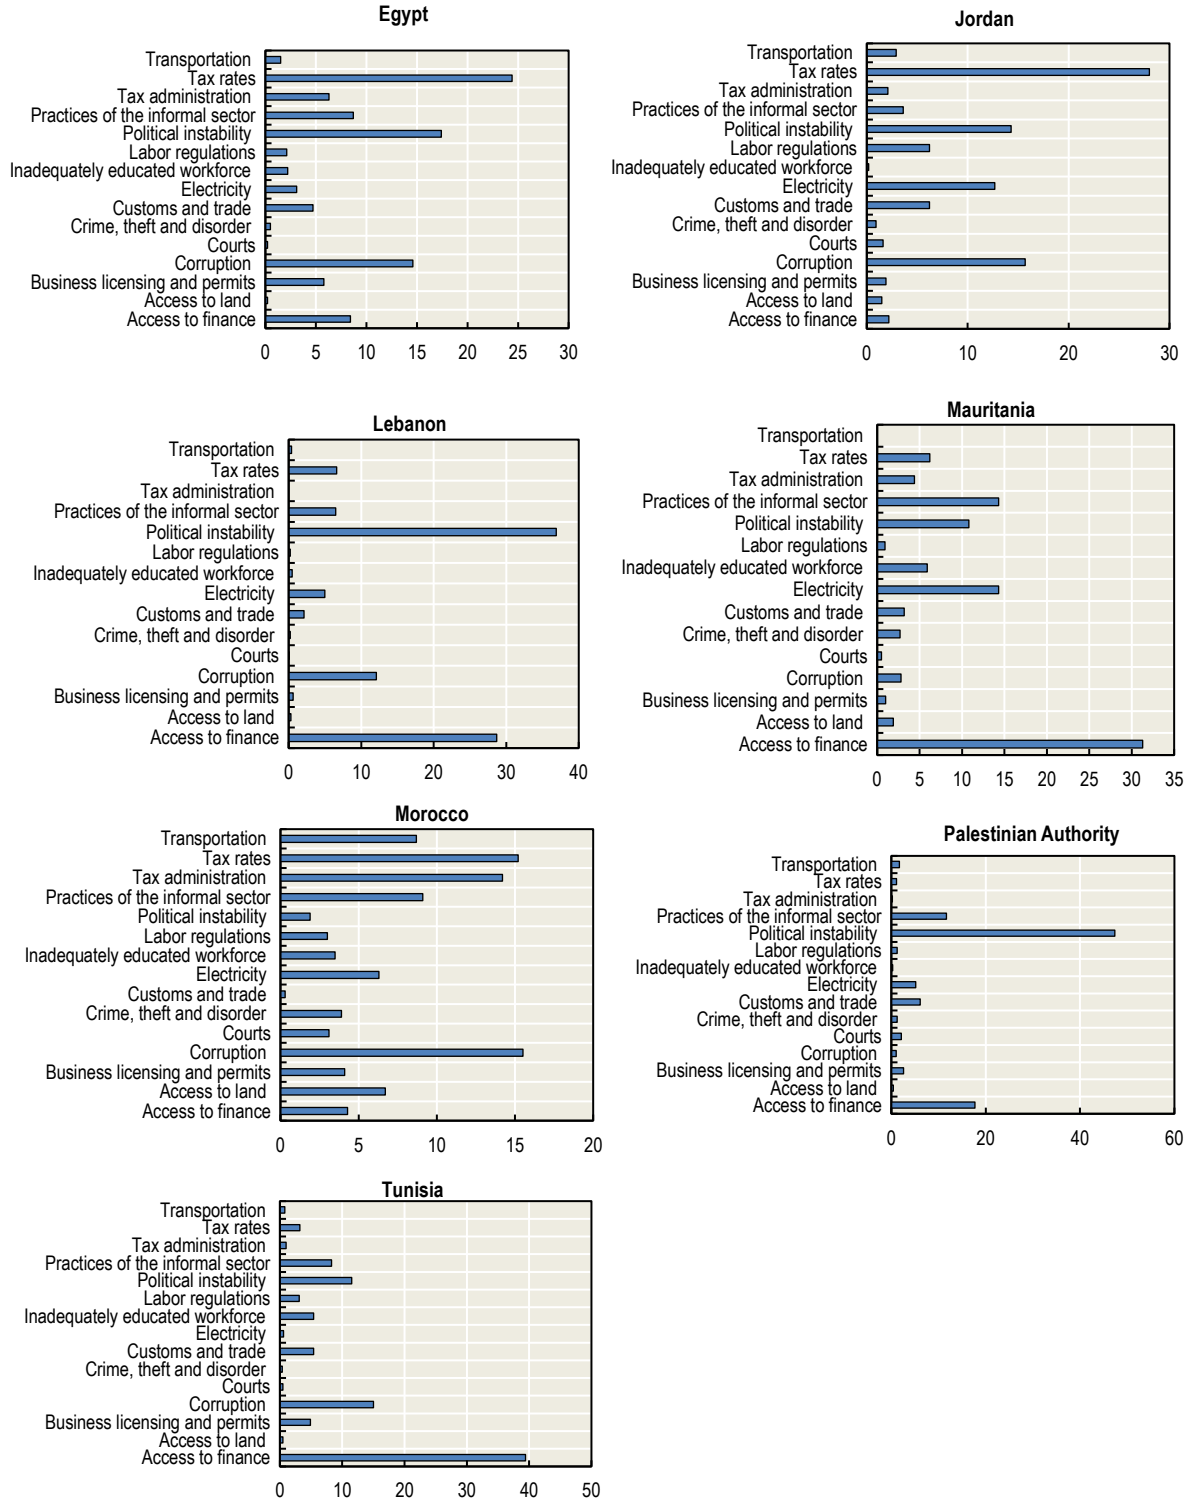 Egypt
Transportation
Tax rates
Tax administration
Practices of the informal sector
Political instability
Labor regulations
Inadequately educated workforce
Electricity
Customs and trade
Crime, theft and disorder
Courts
Corruption
Business licensing and permits
Access to land
Access to finance
0 5 10 15 20 25 30
Jordan
Transportation
Tax rates
Tax administration
Practices of the informal sector
Political instability
Labor regulations
Inadequately educated workforce
Electricity
Customs and trade
Crime, theft and disorder
Courts
Corruption
Business licensing and permits
Access to land
Access to finance
0 10 20 30
Lebanon
Transportation
Tax rates
Tax administration
Practices of the informal sector
Political instability
Labor regulations
Inadequately educated workforce
Electricity
Customs and trade
Crime, theft and disorder
Courts
Corruption
Business licensing and permits
Access to land
Access to finance
0 10 20 30 40
Mauritania
Transportation
Tax rates
Tax administration
Practices of the informal sector
Political instability
Labor regulations
Inadequately educated workforce
Electricity
Customs and trade
Crime, theft and disorder
Courts
Corruption
Business licensing and permits
Access to land
Access to finance
0 5 10 15 20 25 30 35
Morocco
Transportation
Tax rates
Tax administration
Practices of the informal sector
Political instability
Labor regulations
Inadequately educated workforce
Electricity
Customs and trade
Crime, theft and disorder
Courts
Corruption
Business licensing and permits
Access to land
Access to finance
0 5 10 15 20
Palestinian Authority
Transportation
Tax rates
Tax administration
Practices of the informal sector
Political instability
Labor regulations
Inadequately educated workforce
Electricity
Customs and trade
Crime, theft and disorder
Courts
Corruption
Business licensing and permits
Access to land
Access to finance
0 20 40 60
Tunisia
Transportation
Tax rates
Tax administration
Practices of the informal sector
Political instability
Labor regulations
Inadequately educated workforce
Electricity
Customs and trade
Crime, theft and disorder
Courts
Corruption
Business licensing and permits
Access to land
Access to finance
0 10 20 30 40 50